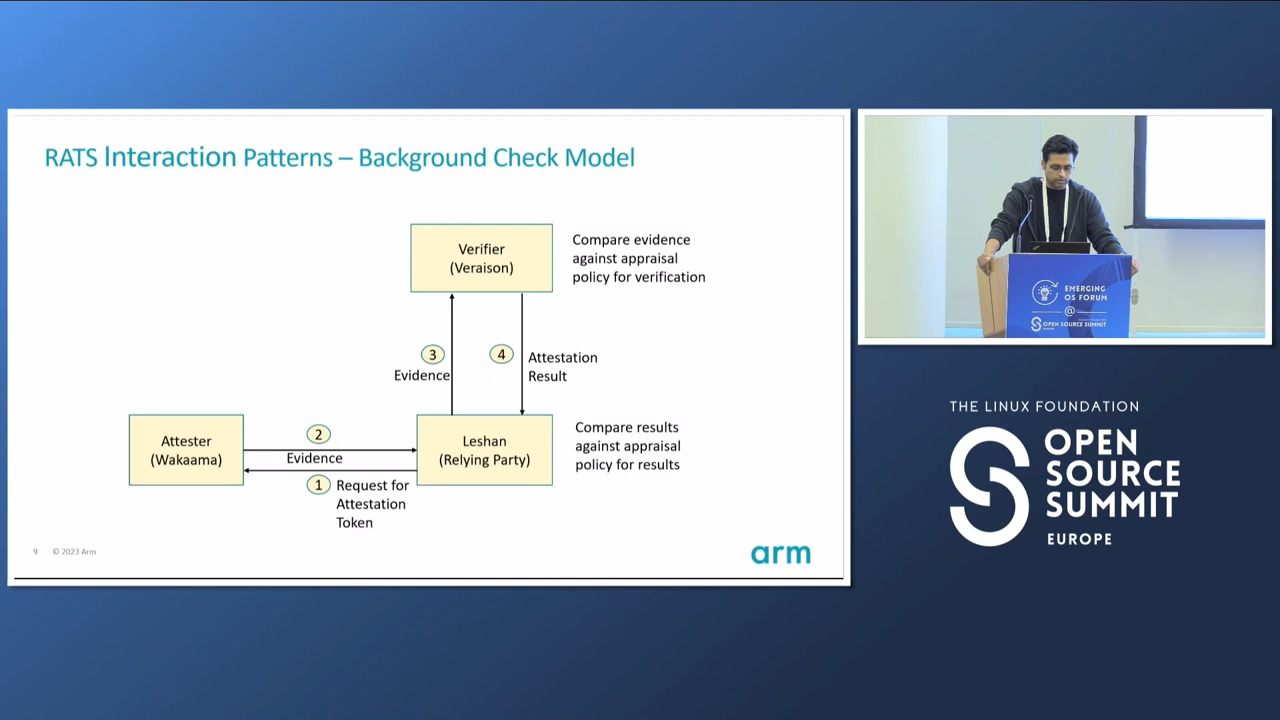 RATS Interaction Patterns – Background Check Model
Verifier
(Veraison)
Compare evidence
against appraisal
policy for verification
3
Evidence
4
Attestation
Result
Attester
(Wakaama)
2
Evidence
1
Request for
Attestation
Token
Leshan
(Relying Party)
Compare results
against appraisal
policy for results
9
© 2023 Arm
arm
EMERGING
OS FORUM
@
OPEN SOURCE SUMMIT
THE LINUX FOUNDATION
OPEN
SOURCE
SUMMIT
EUROPE